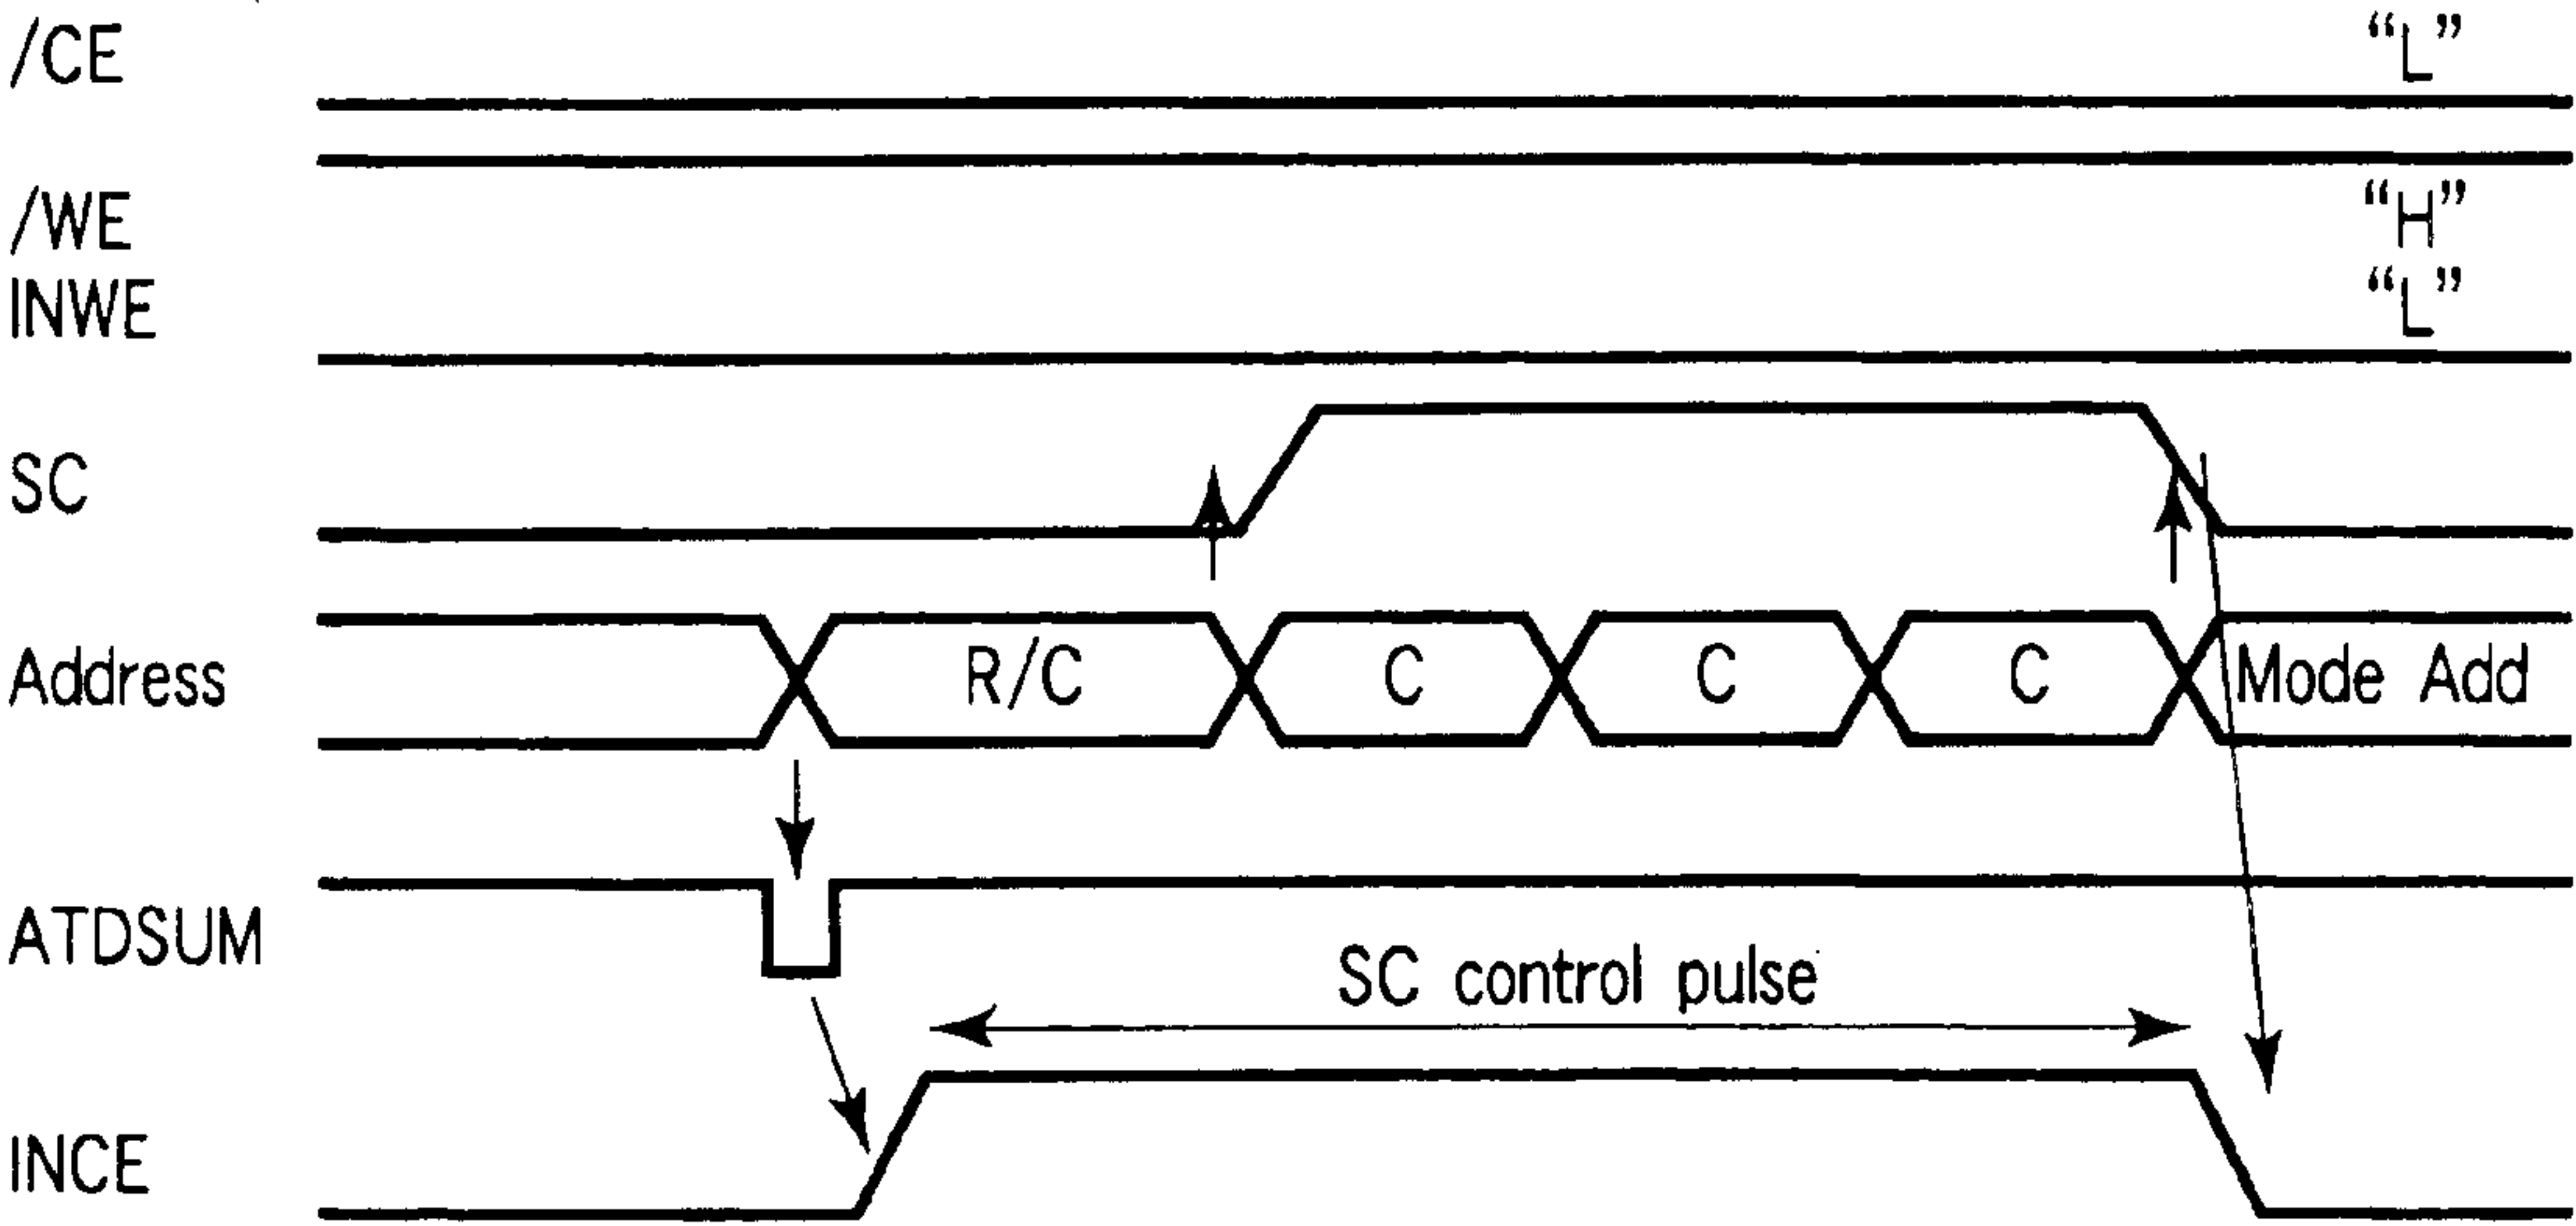 /CE “L”
/WE “H”
INWE “L”
SC
Address R/C C C C Mode Add
ATDSUM
SC control pulse
INCE